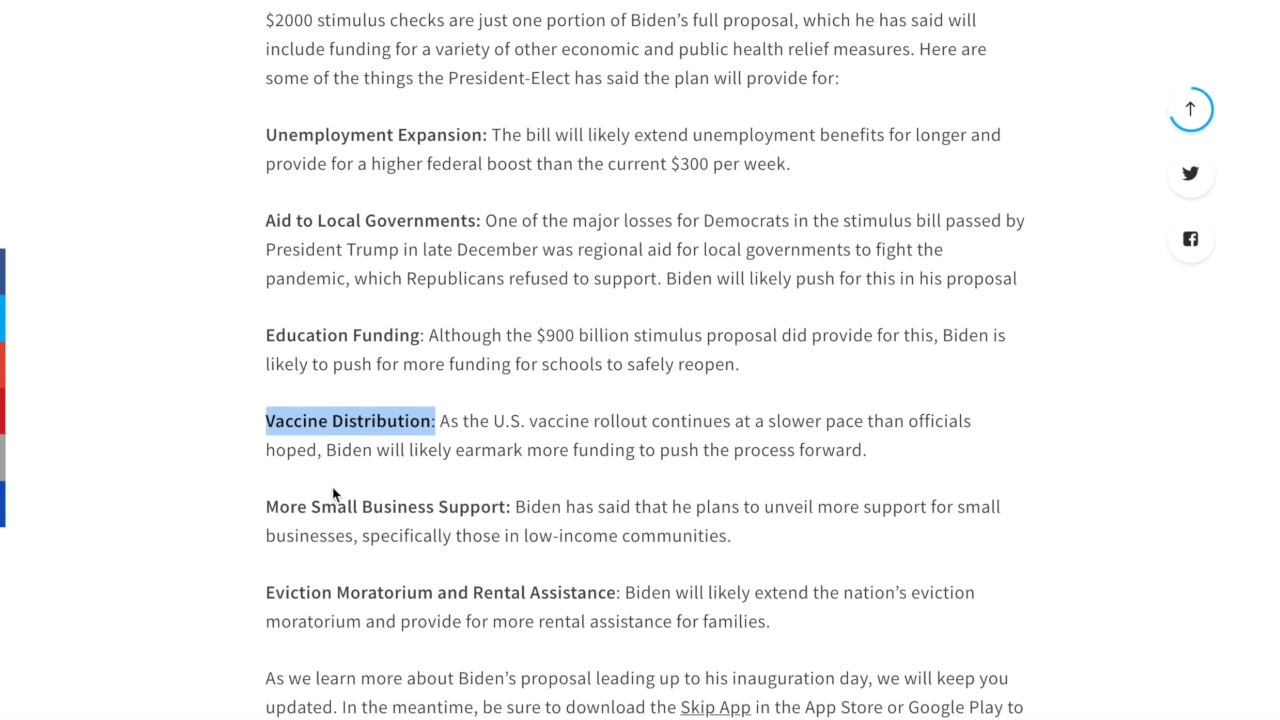 $2000 stimulus checks are just one portion of Biden’s full proposal, which he has said will
include funding for a variety of other economic and public health relief measures. Here are
some of the things the President-Elect has said the plan will provide for:
Unemployment Expansion: The bill will likely extend unemployment benefits for longer and
provide for a higher federal boost than the current $300 per week.
Aid to Local Governments: One of the major losses for Democrats in the stimulus bill passed by
President Trump in late December was regional aid for local governments to fight the
pandemic, which Republicans refused to support. Biden will likely push for this in his proposal
Education Funding: Although the $900 billion stimulus proposal did provide for this, Biden is
likely to push for more funding for schools to safely reopen.
Vaccine Distribution: As the U.S. vaccine rollout continues at a slower pace than officials
hoped, Biden will likely earmark more funding to push the process forward.
More Small Business Support: Biden has said that he plans to unveil more support for small
businesses, specifically those in low-income communities.
Eviction Moratorium and Rental Assistance: Biden will likely extend the nation’s eviction
moratorium and provide for more rental assistance for families.
As we learn more about Biden’s proposal leading up to his inauguration day, we will keep you
updated. In the meantime, be sure to download the Skip App in the App Store or Google Play to